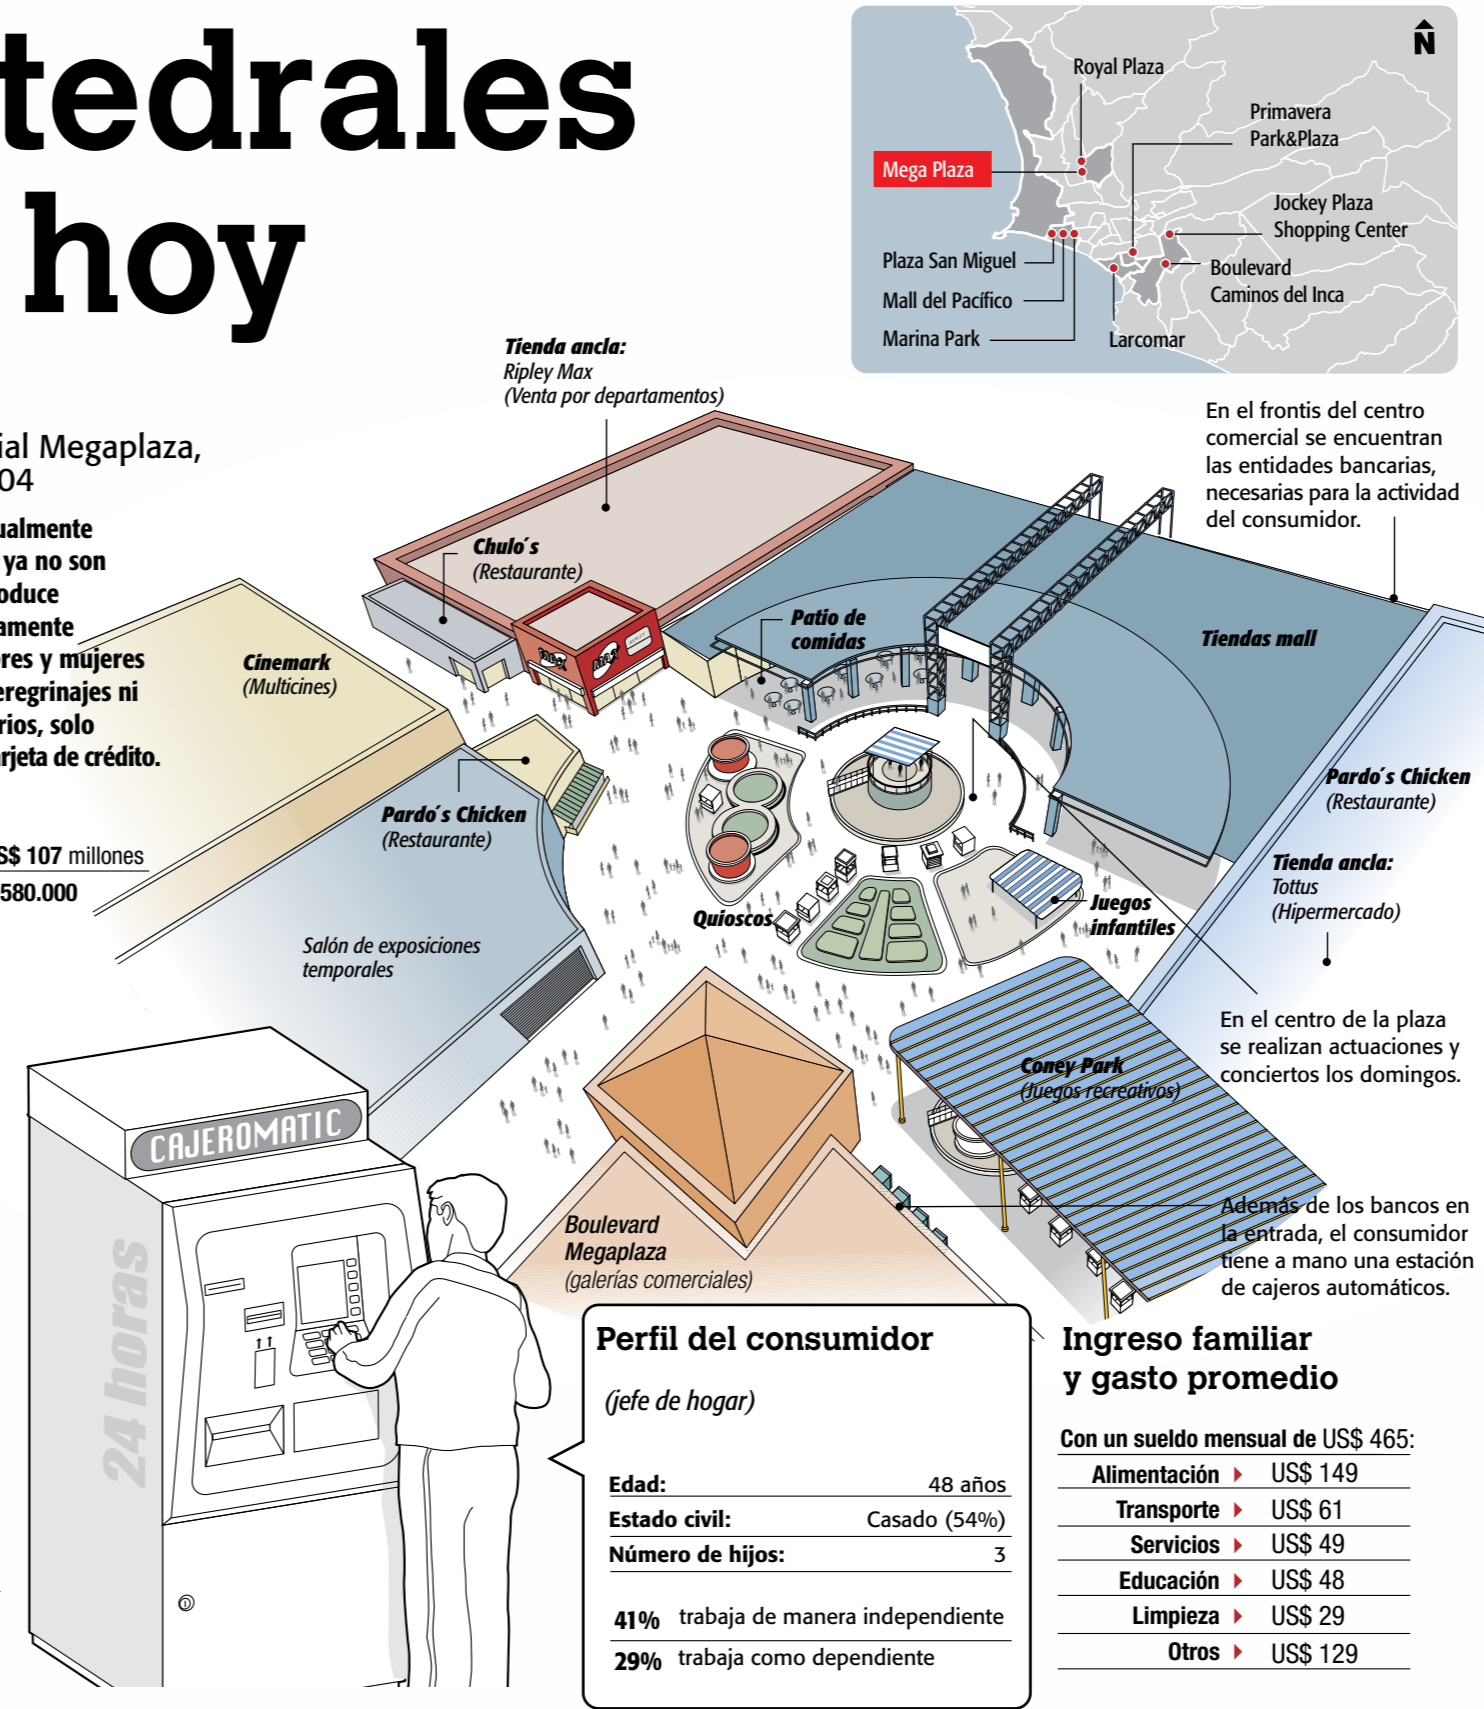 tedrales
hoy
ial Megaplaza,
04
ualmente
ya no son
oduce
amente
bres y mujeres
eregrinajes ni
rios, solo
arjeta de crédito.
S$ 107 millones
580.000
N
Royal Plaza
Primavera
Park&Plaza
Mega Plaza
Jockey Plaza
Shopping Center
Plaza San Miguel
Boulevard
Caminos del Inca
Mall del Pacífico
Marina Park
Larcomar
Tienda ancla:
Ripley Max
(Venta por departamentos)
En el frontis del centro
comercial se encuentran
las entidades bancarias,
necesarias para la actividad
del consumidor.
Chulo´s
(Restaurante)
MAX
Patio de
comidas
Tiendas mall
Cinemark
(Multicines)
Pardo´s Chicken
(Restaurante)
Pardo´s Chicken
(Restaurante)
Tienda ancla:
Tottus
(Hipermercado)
Quioscos
Juegos
infantiles
Salón de exposiciones
temporales
En el centro de la plaza
se realizan actuaciones y
conciertos los domingos.
Coney Park
(Juegos recreativos)
CAJEROMATIC
24 horas
Boulevard
Megaplaza
(galerías comerciales)
Además de los bancos en
la entrada, el consumidor
tiene a mano una estación
de cajeros automáticos.
Perfil del consumidor
(jefe de hogar)
Edad: 48 años
Estado civil: Casado (54%)
Número de hijos: 3
41% trabaja de manera independiente
29% trabaja como dependiente
Ingreso familiar
y gasto promedio
Con un sueldo mensual de US$ 465:
Alimentación US$ 149
Transporte US$ 61
Servicios US$ 49
Educación US$ 48
Limpieza US$ 29
Otros US$ 129